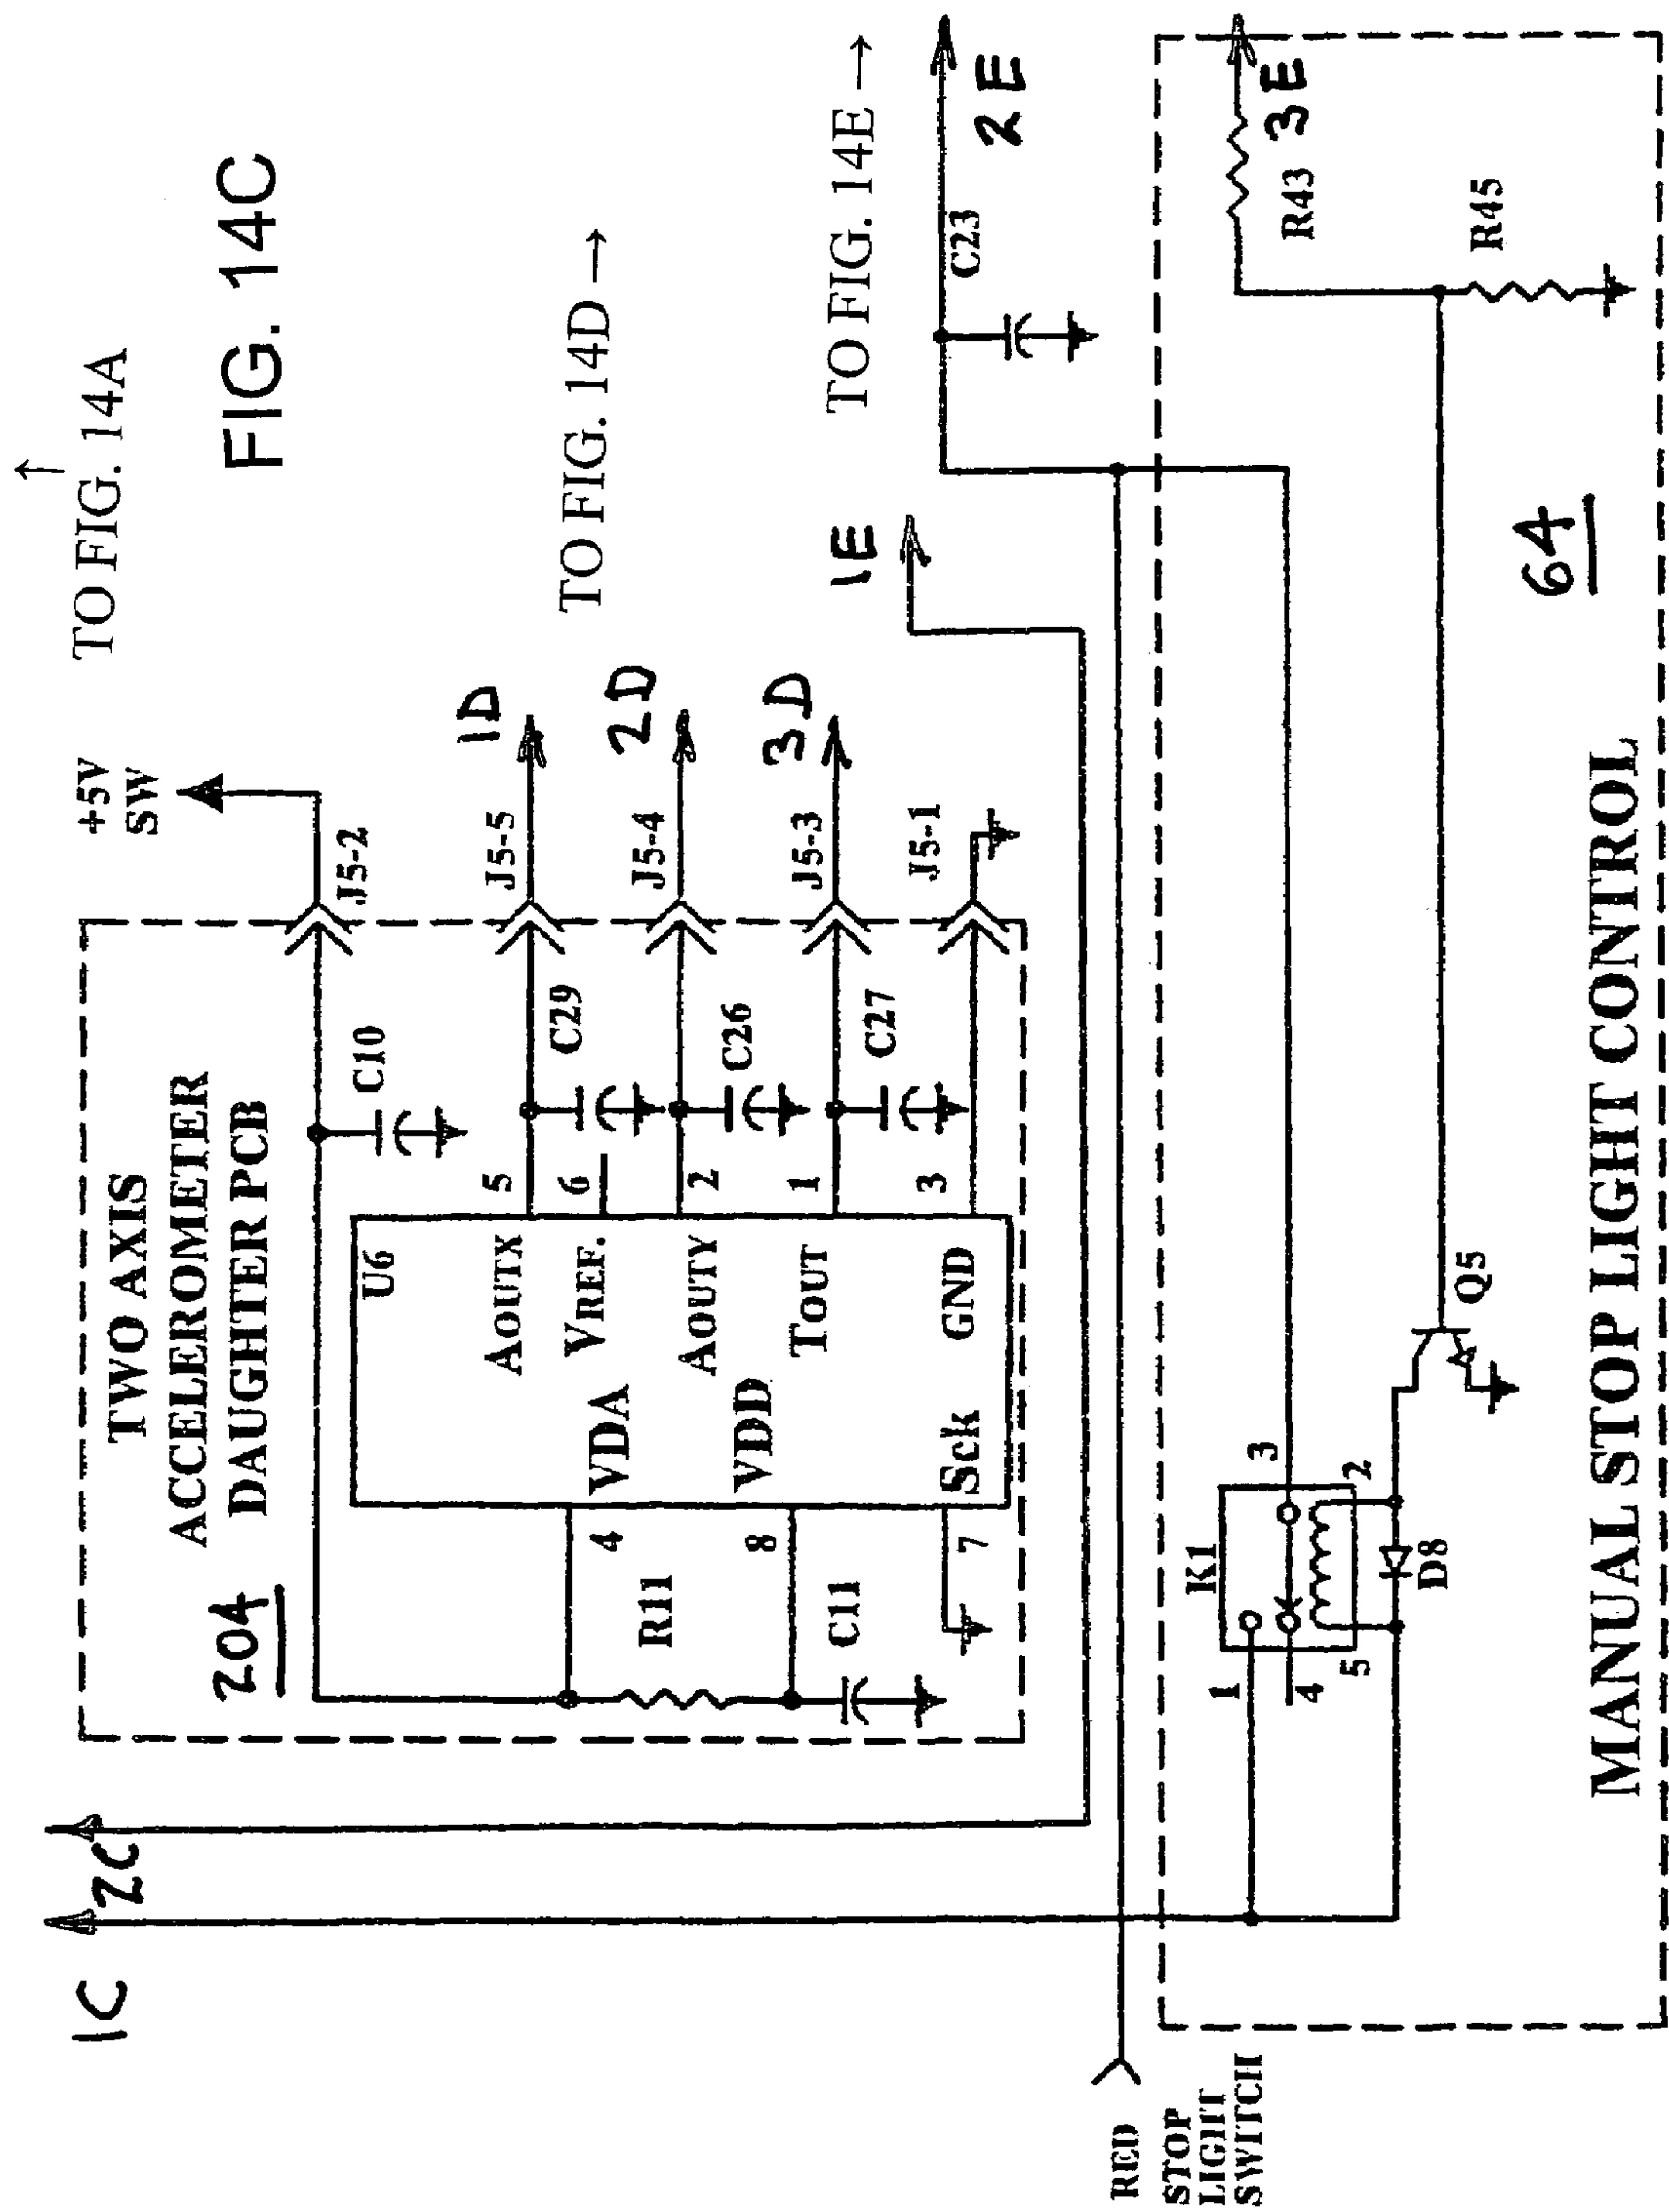 ↑
TO FIG. 14A
FIG. 14C
+5V
SW
TO FIG. 14D →
TO FIG. 14E →
1C
2C
204
TWO AXIS
ACCELEROMETER
DAUGHTER PCB
C10
J5-2
U6
AOUTX
5
C29
J5-5
1D
VREF.
6
VDA
4
AOUTY
2
C26
J5-4
2D
R11
VDD
8
TOUT
1
C27
J5-3
3D
C11
Sck
7
GND
3
J5-1
1E
C23
2E
RED
STOP
LIGHT
SWITCH
K1
1
3
4
5
2
D8
Q5
R43
3E
R45
64
MANUAL STOP LIGHT CONTROL